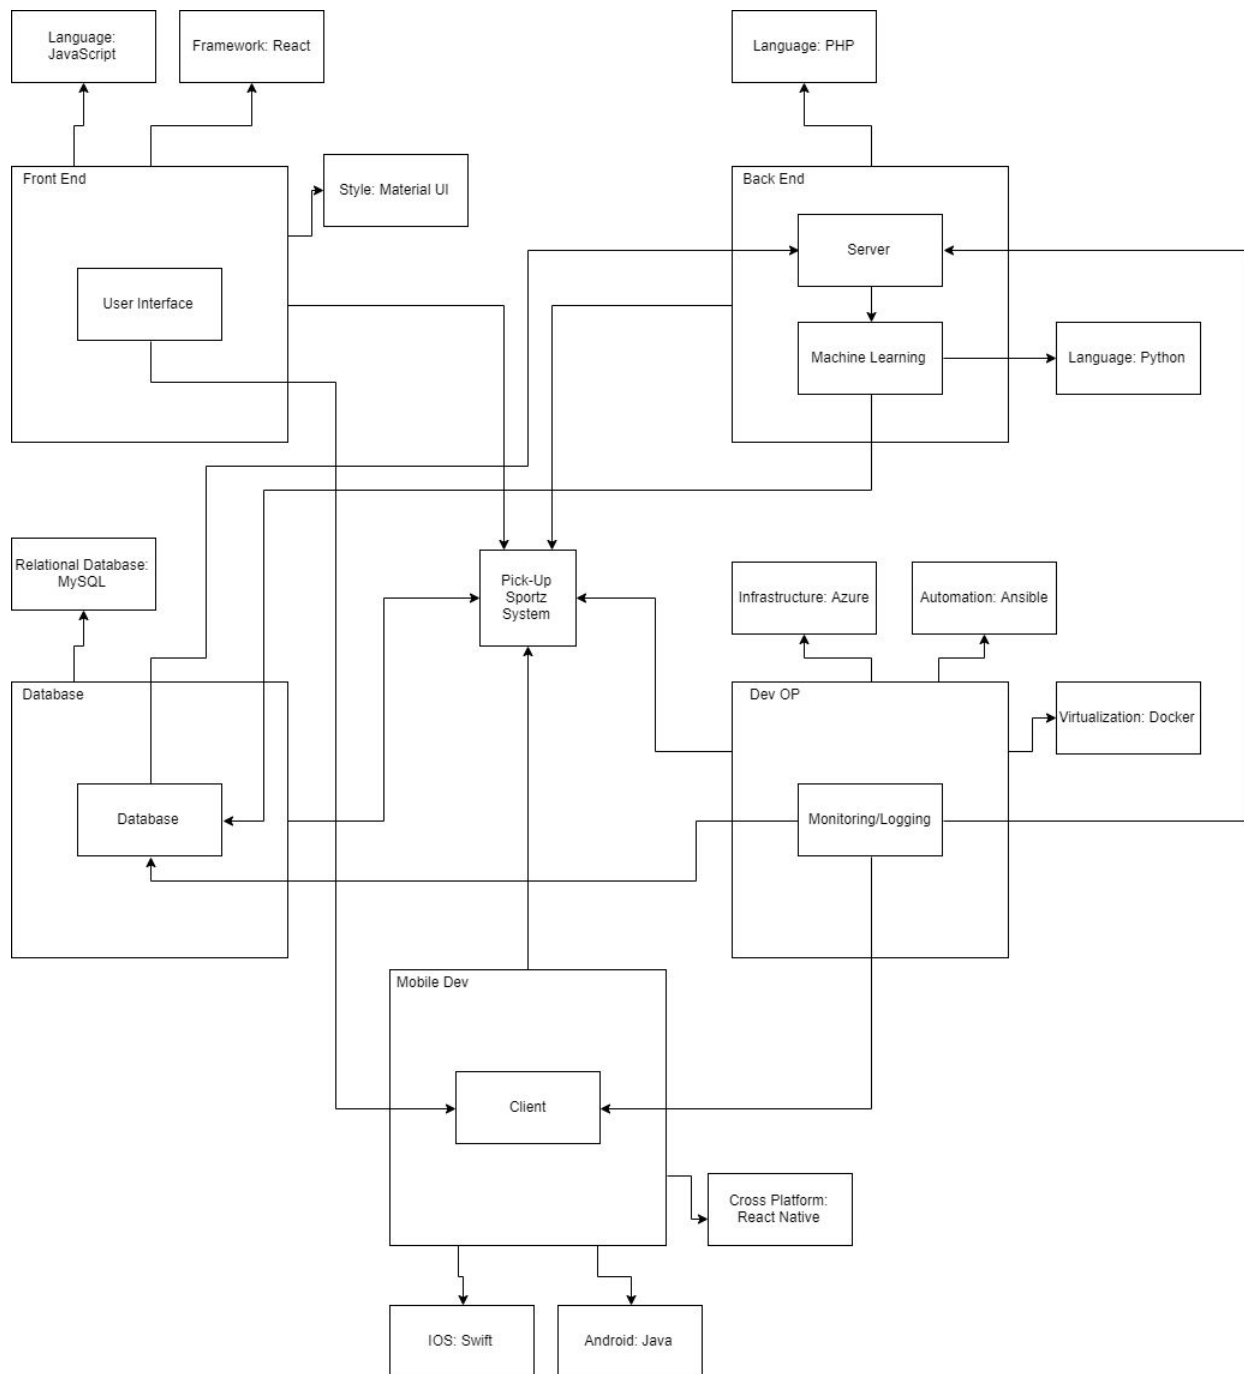 Language:
JavaScript
Framework: React
Language: PHP
Front End
Style: Material UI
Back End
Server
User Interface
Machine Learning
Language: Python
Relational Database:
MySQL
Pick-Up
Sportz
System
Infrastructure: Azure
Automation: Ansible
Database
Dev OP
Virtualization: Docker
Database
Monitoring/Logging
Mobile Dev
Client
Cross Platform:
React Native
IOS: Swift
Android: Java